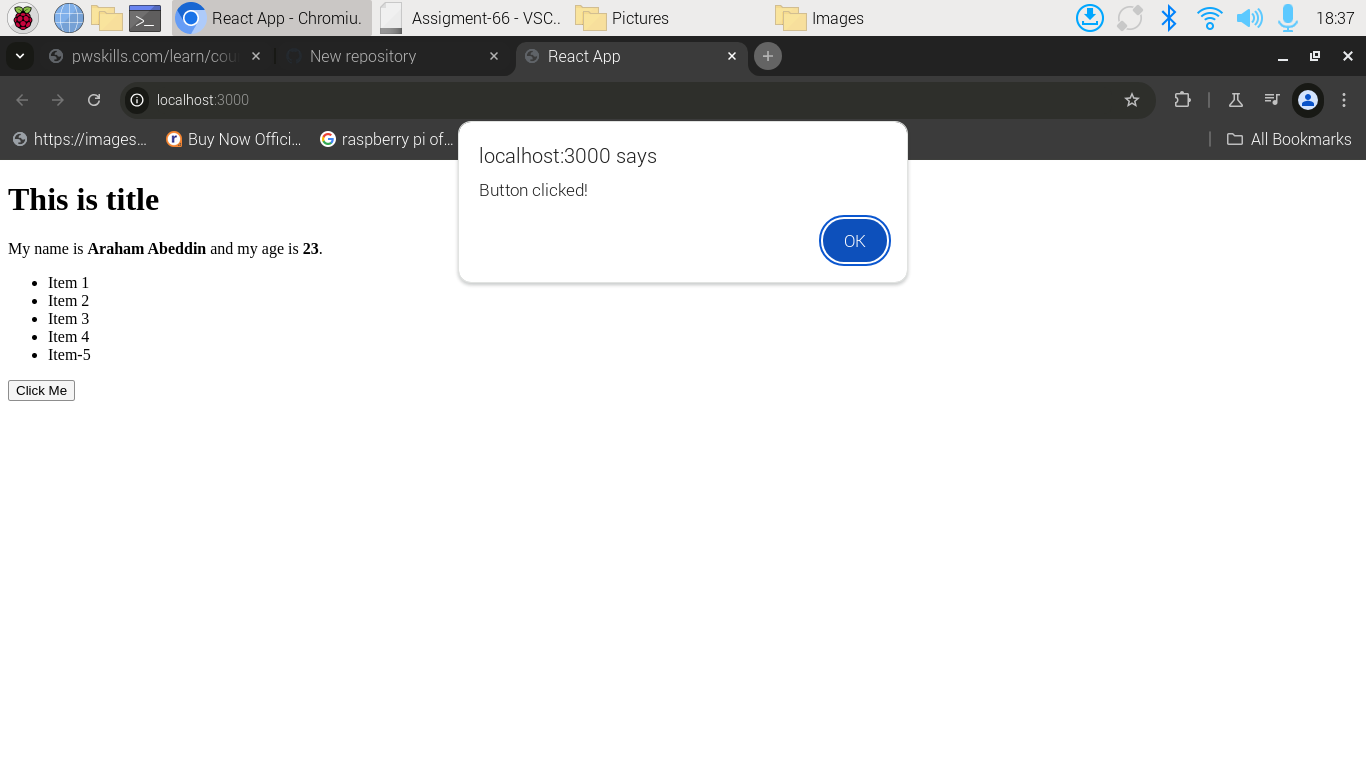 React App - Chromiu.
Assigment-66 - VSC..
Pictures
Images
18:37
pwskills.com/learn/cou
New repository
React App
localhost:3000
https://images...
Buy Now Offici...
raspberry pi of...
All Bookmarks
localhost:3000 says
Button clicked!
OK
This is title
My name is Araham Abeddin and my age is 23.
Item 1
Item 2
Item 3
Item 4
Item-5
Click Me